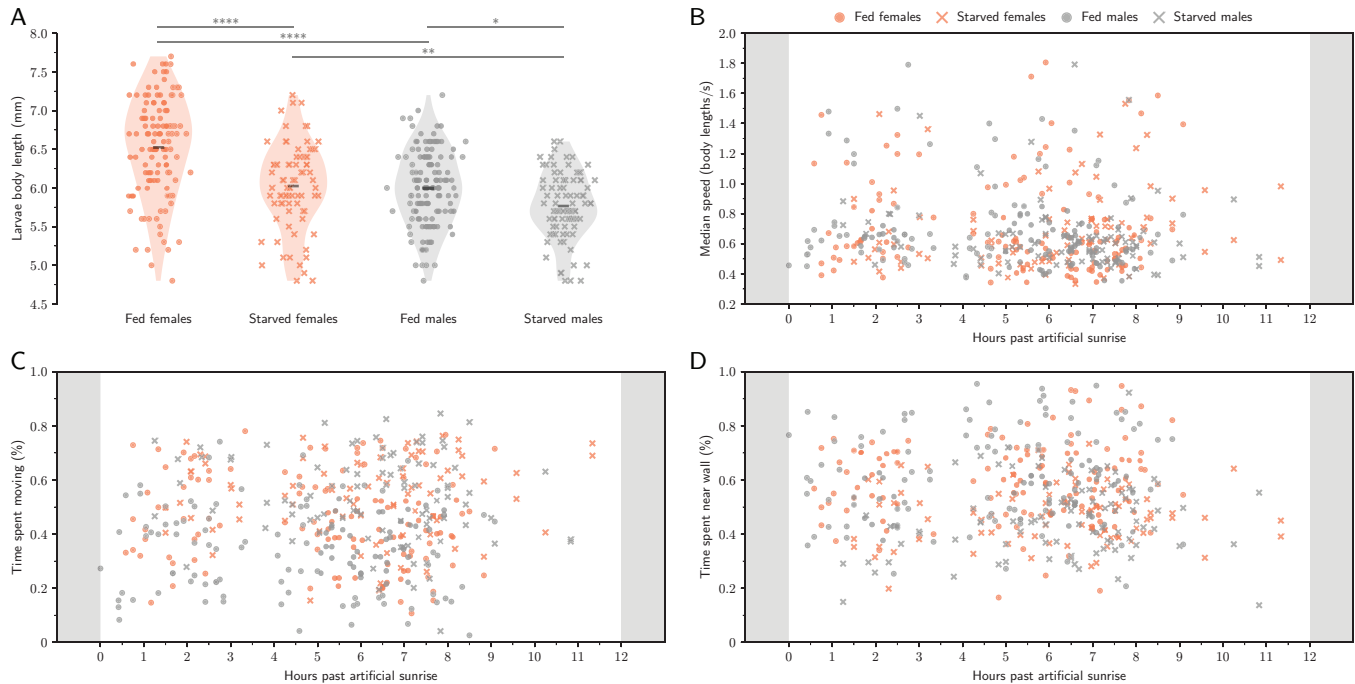 A
****
*
****
**
Larvae body length (mm)
8.0
7.5
7.0
6.5
6.0
5.5
5.0
4.5
Fed females
Starved females
Fed males
Starved males
B
Fed females
Starved females
Fed males
Starved males
Median speed (body lengths/s)
2.0
1.8
1.6
1.4
1.2
1.0
0.8
0.6
0.4
0.2
0 1 2 3 4 5 6 7 8 9 10 11 12
Hours past artificial sunrise
C
Time spent moving (%)
1.0
0.8
0.6
0.4
0.2
0
0 1 2 3 4 5 6 7 8 9 10 11 12
Hours past artificial sunrise
D
Time spent near wall (%)
1.0
0.8
0.6
0.4
0.2
0
0 1 2 3 4 5 6 7 8 9 10 11 12
Hours past artificial sunrise